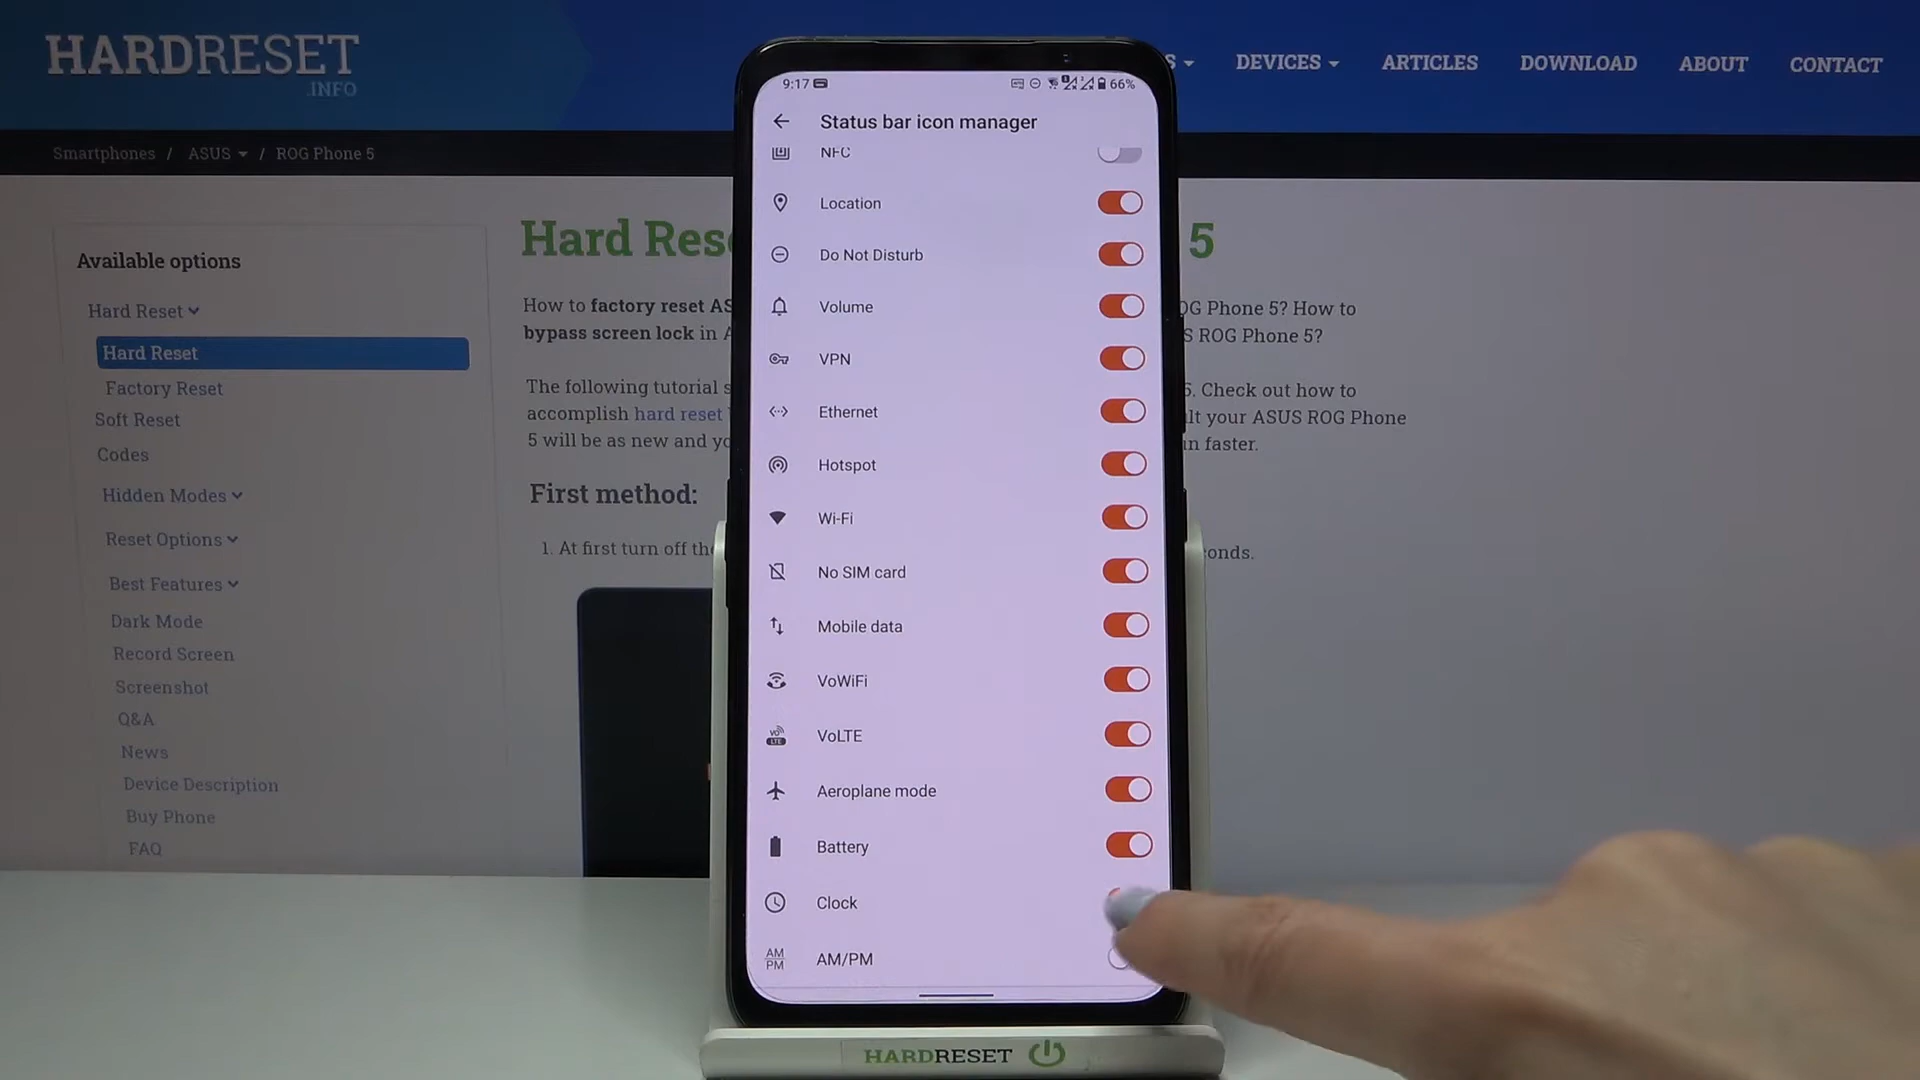 HARDRESET
.INFO
S
DEVICES
ARTICLES
DOWNLOAD
ABOUT
CONTACT
Smartphones / ASUS / ROG Phone 5
Available options
Hard Reset
Hard Reset
Factory Reset
Soft Reset
Codes
Hidden Modes
Reset Options
Best Features
Dark Mode
Record Screen
Screenshot
Q&A
News
Device Description
Buy Phone
FAQ
Hard Res 5
How to factory reset AS OG Phone 5? How to
bypass screen lock in A S ROG Phone 5?
The following tutorial s 5. Check out how to
accomplish hard reset lt your ASUS ROG Phone
5 will be as new and yo n faster.
First method:
1. At first turn off the onds.
9:17 66%
Status bar icon manager
NFC
Location
Do Not Disturb
Volume
VPN
Ethernet
Hotspot
Wi-Fi
No SIM card
Mobile data
VoWiFi
VoLTE
Aeroplane mode
Battery
Clock
AM PM AM/PM
HARDRESET